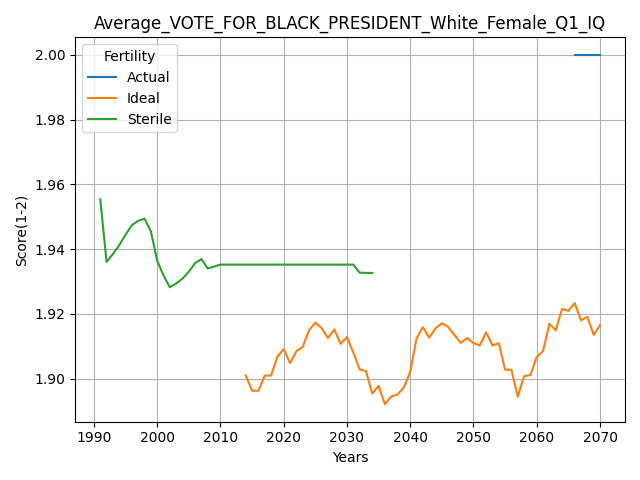 Average_VOTE_FOR_BLACK_PRESIDENT_White_Female_Q1_IQ
Fertility
Actual
Ideal
Sterile
Score(1-2)
2.00
1.98
1.96
1.94
1.92
1.90
1990 2000 2010 2020 2030 2040 2050 2060 2070
Years